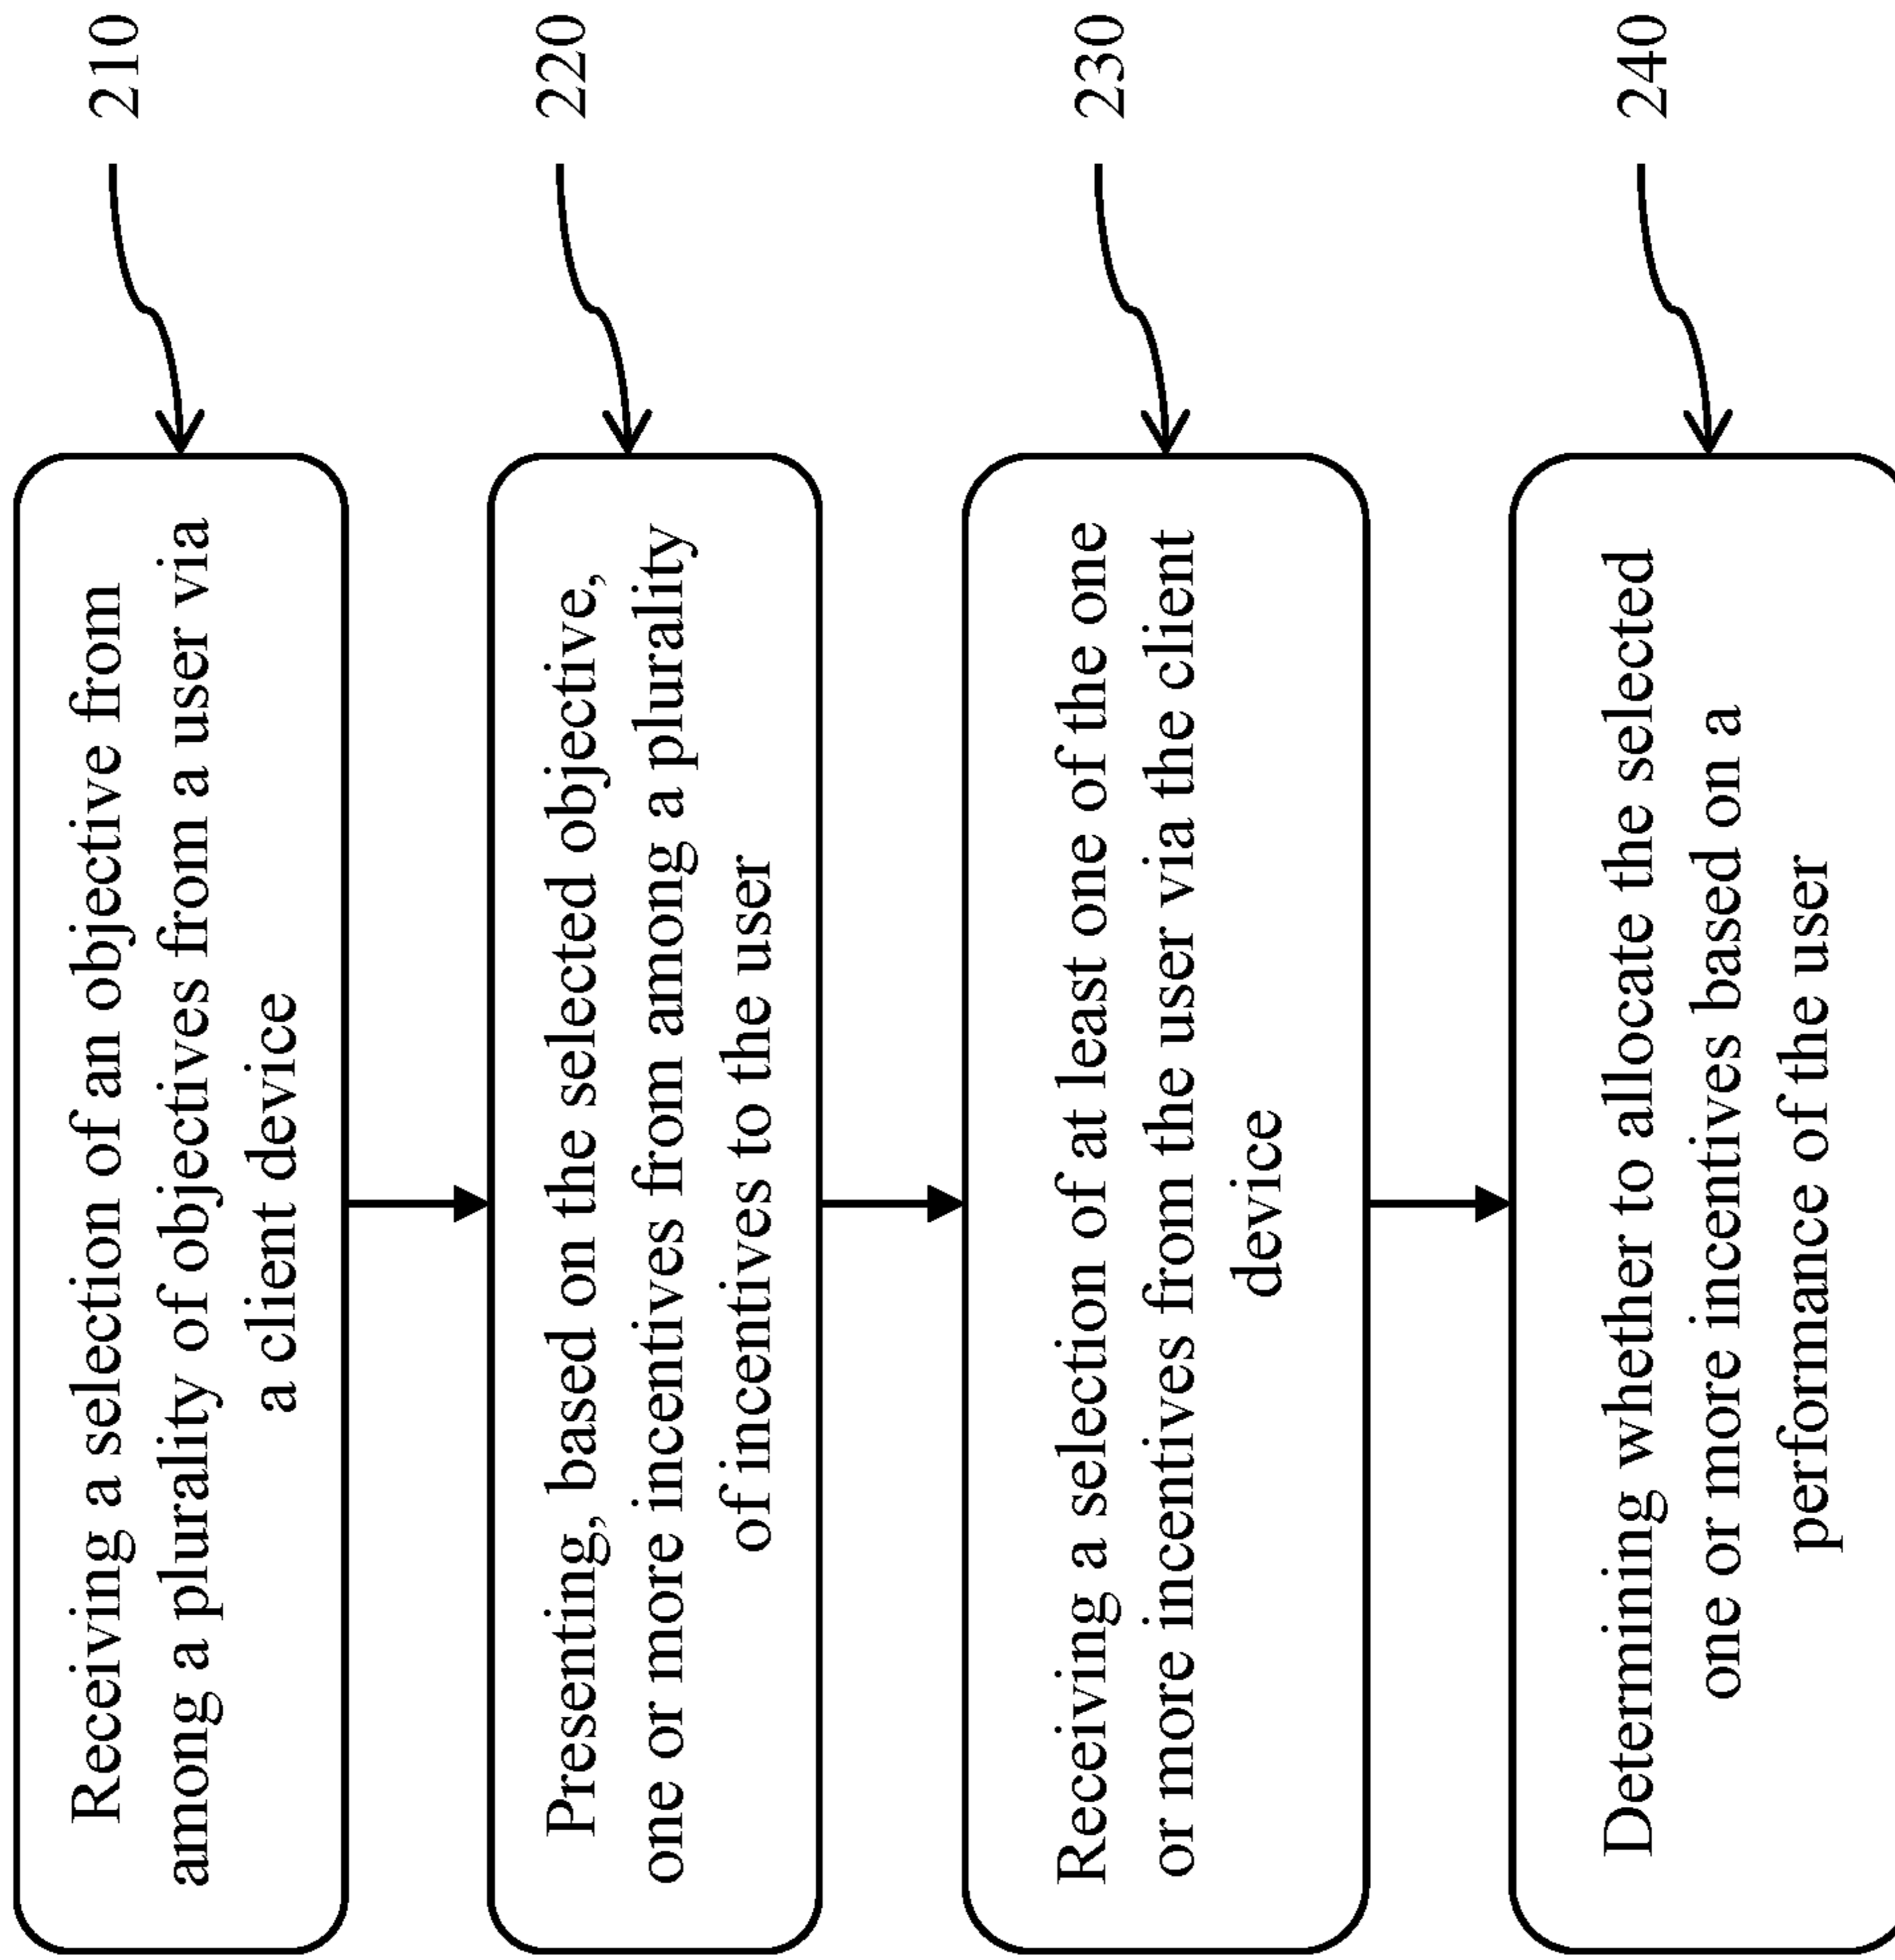 Receiving a selection of an objective from
among a plurality of objectives from a user via
a client device
210
Presenting, based on the selected objective,
one or more incentives from among a plurality
of incentives to the user
220
Receiving a selection of at least one of the one
or more incentives from the user via the client
device
230
Determining whether to allocate the selected
one or more incentives based on a
performance of the user
240